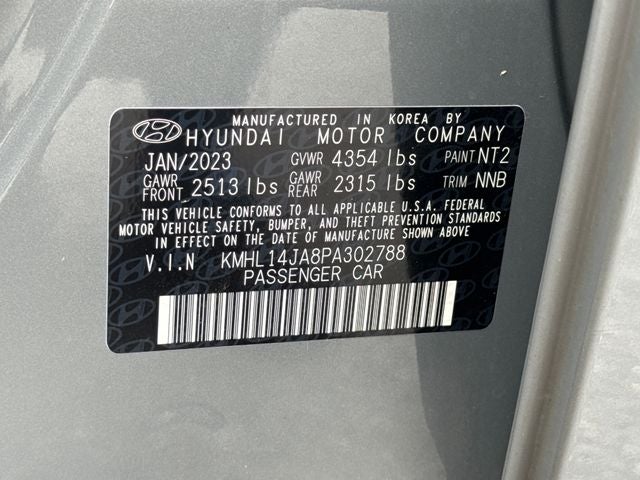 MANUFACTURED IN KOREA BY
HYUNDAI MOTOR COMPANY
JAN/2023 GVWR 4354 lbs PAINT NT2
GAWR FRONT 2513 lbs GAWR REAR 2315 lbs TRIM NNB
THIS VEHICLE CONFORMS TO ALL APPLICABLE U.S.A. FEDERAL
MOTOR VEHICLE SAFETY, BUMPER, AND THEFT PREVENTION STANDARDS
IN EFFECT ON THE DATE OF MANUFACTURE SHOWN ABOVE
V.I.N KMHL14JA8PA302788
PASSENGER CAR